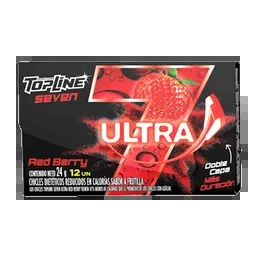 TOPLINE
seven
7
ULTRA
Red Berry
CONTENIDO NETO 24 g 12 UN
CHICLES DIETETICOS REDUCIDOS EN CALORÍAS SABOR A FRUTILLA
Doble
Capa
Más
Duración